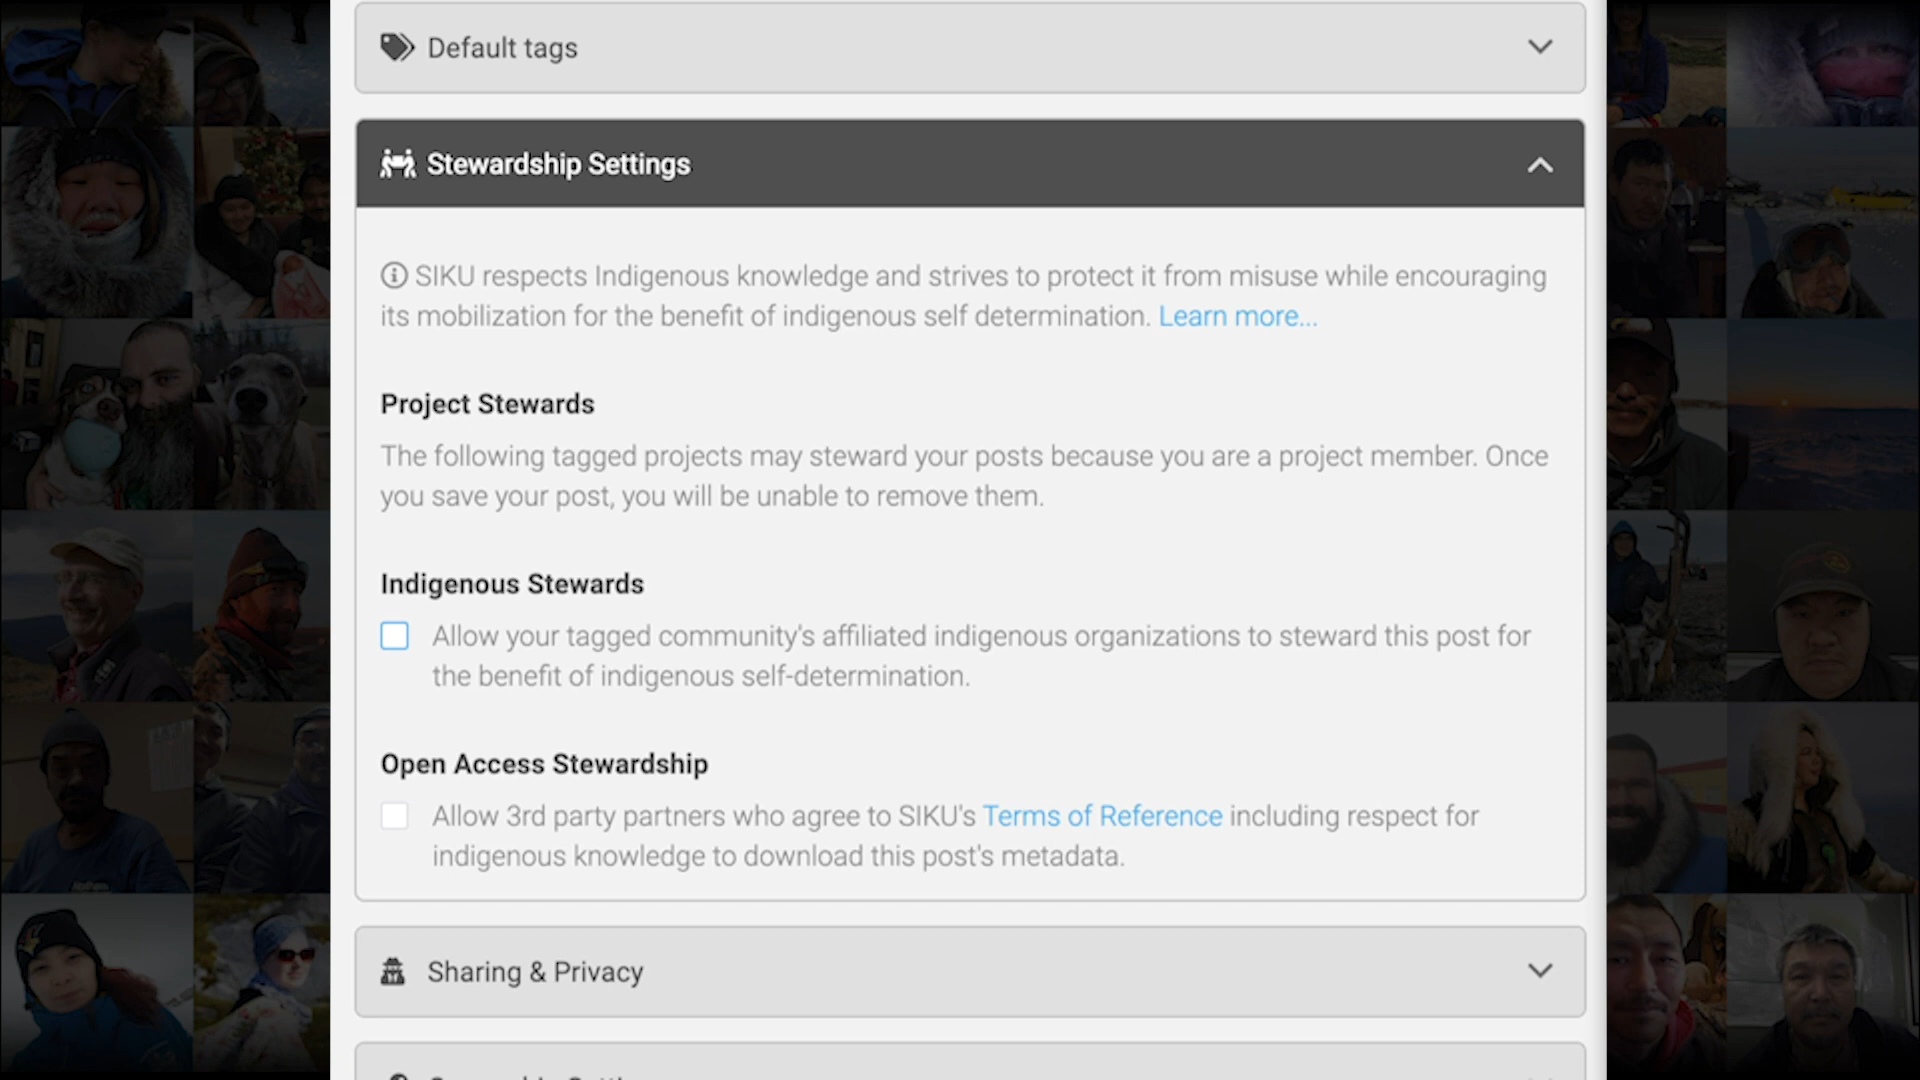 Default tags
Stewardship Settings
SIKU respects Indigenous knowledge and strives to protect it from misuse while encouraging
its mobilization for the benefit of indigenous self determination. Learn more...
Project Stewards
The following tagged projects may steward your posts because you are a project member. Once
you save your post, you will be unable to remove them.
Indigenous Stewards
Allow your tagged community's affiliated indigenous organizations to steward this post for
the benefit of indigenous self-determination.
Open Access Stewardship
Allow 3rd party partners who agree to SIKU's Terms of Reference including respect for
indigenous knowledge to download this post's metadata.
Sharing & Privacy